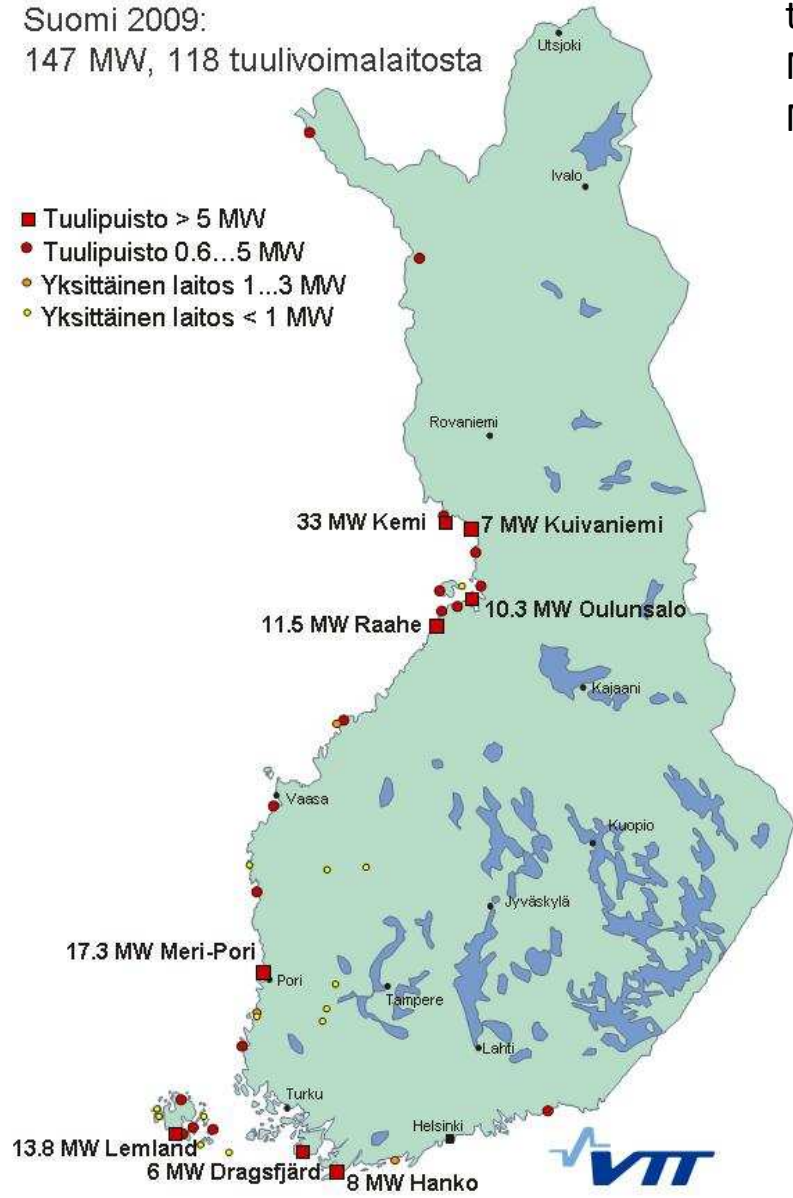 Suomi 2009:
147 MW, 118 tuulivoimalaitosta
Utsjoki
Ivalo
Tuulipuisto > 5 MW
Tuulipuisto 0.6...5 MW
Yksittäinen laitos 1...3 MW
Yksittäinen laitos < 1 MW
Rovaniemi
33 MW Kemi
7 MW Kuivaniemi
10.3 MW Oulunsalo
11.5 MW Raahe
Kajaani
Vaasa
Kuopio
Jyväskylä
17.3 MW Meri-Pori
Pori
Tampere
Lahti
Turku
Helsinki
13.8 MW Lemland
6 MW Dragsfjärd
8 MW Hanko
VTT